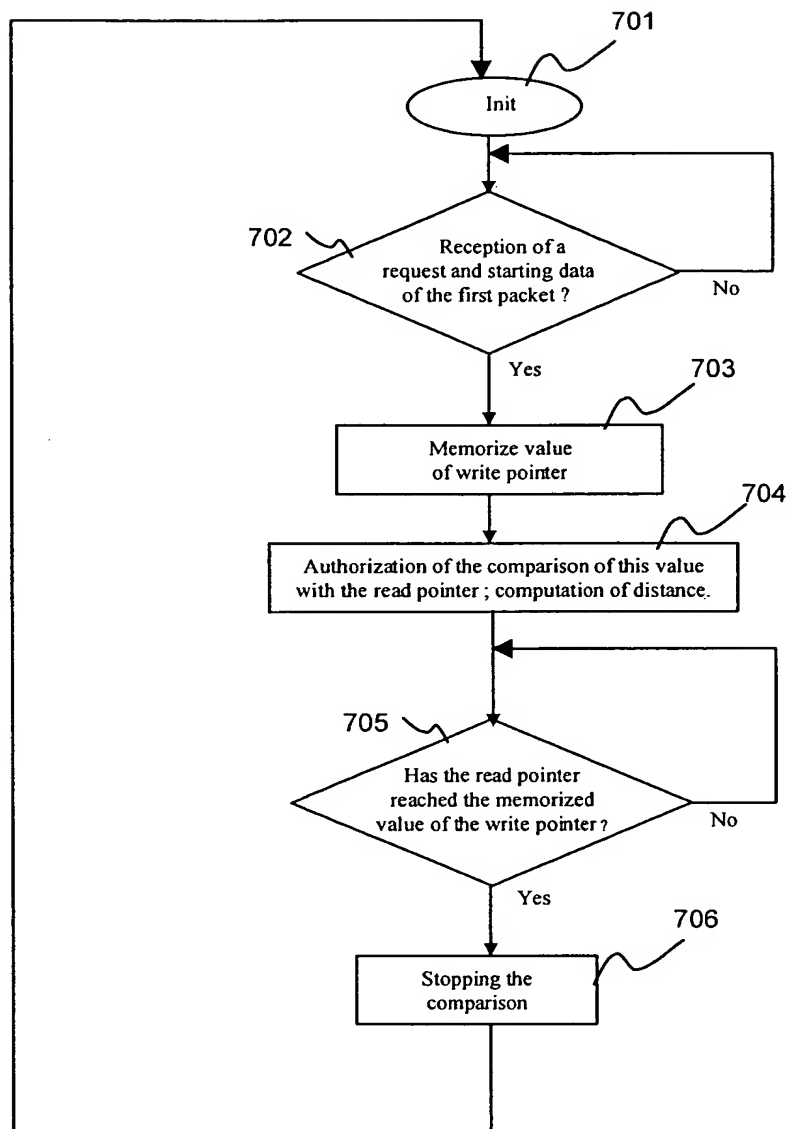 701
Init
702
Reception of a
request and starting data
of the first packet ?
No
Yes
703
Memorize value
of write pointer
704
Authorization of the comparison of this value
with the read pointer ; computation of distance.
705
Has the read pointer
reached the memorized
value of the write pointer ?
No
Yes
706
Stopping the
comparison